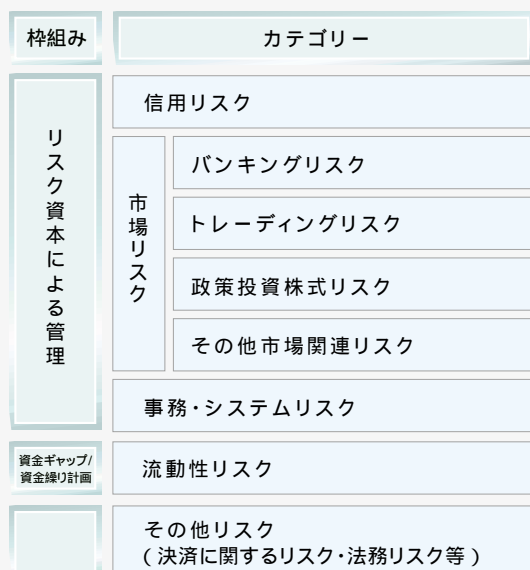 枠組み
カテゴリー
リスク資本による管理
信用リスク
市場リスク
バンキングリスク
トレーディングリスク
政策投資株式リスク
その他市場関連リスク
事務・システムリスク
資金ギャップ/
資金繰り計画
流動性リスク
その他リスク
(決済に関するリスク・法務リスク等)